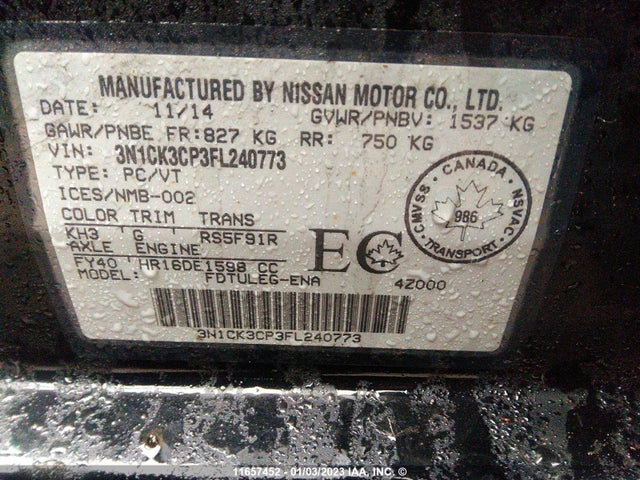 MANUFACTURED BY NISSAN MOTOR CO., LTD.
DATE: 11/14 GVWR/PNBV: 1537 KG
GAWR/PNBE FR:827 KG RR: 750 KG
VIN: 3N1CK3CP3FL240773
TYPE: PC/VT
ICES/NMB-002
COLOR TRIM TRANS
KH3 G RS5F91R
AXLE ENGINE
FY40 HR16DE1598 CC
MODEL: FDTULEG-ENA 4Z000
3N1CK3CP3FL240773
EC
CMVSS · CANADA · NSVAC
986
TRANSPORT
11657452 - 01/03/2023 IAA, INC. ©